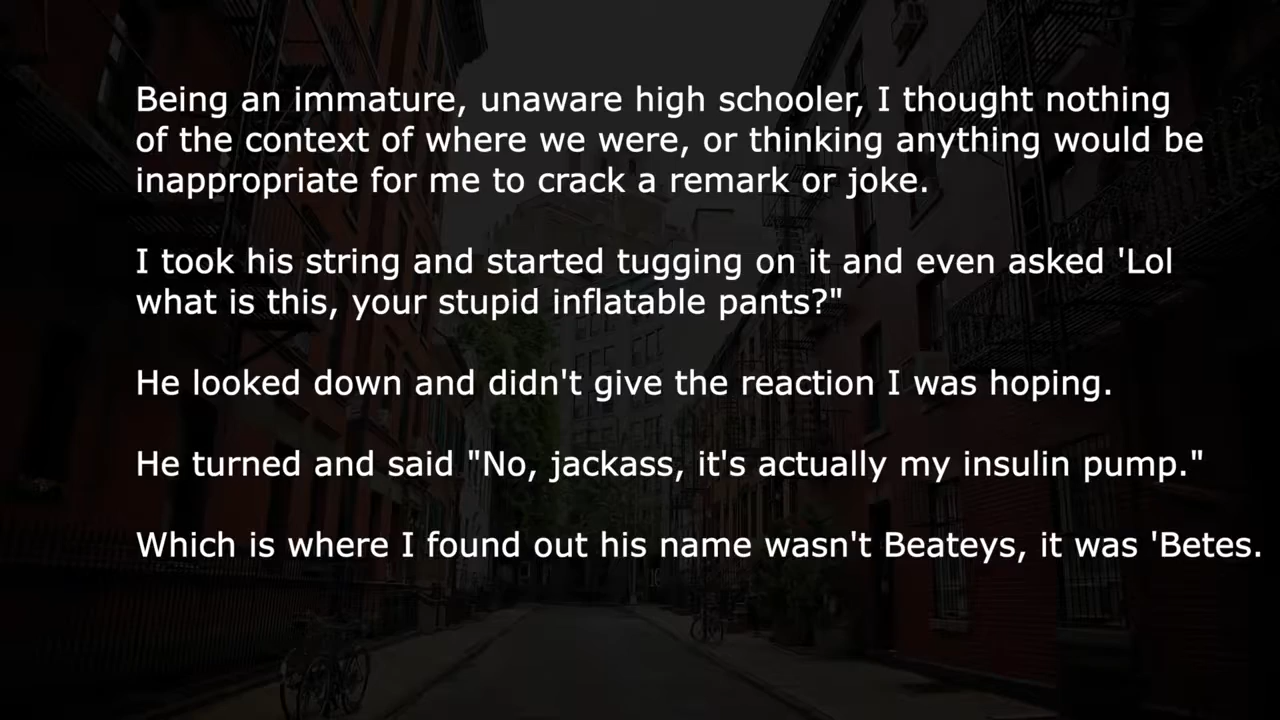 Being an immature, unaware high schooler, I thought nothing
of the context of where we were, or thinking anything would be
inappropriate for me to crack a remark or joke.
I took his string and started tugging on it and even asked 'Lol
what is this, your stupid inflatable pants?"
He looked down and didn't give the reaction I was hoping.
He turned and said "No, jackass, it's actually my insulin pump."
Which is where I found out his name wasn't Beateys, it was 'Betes.